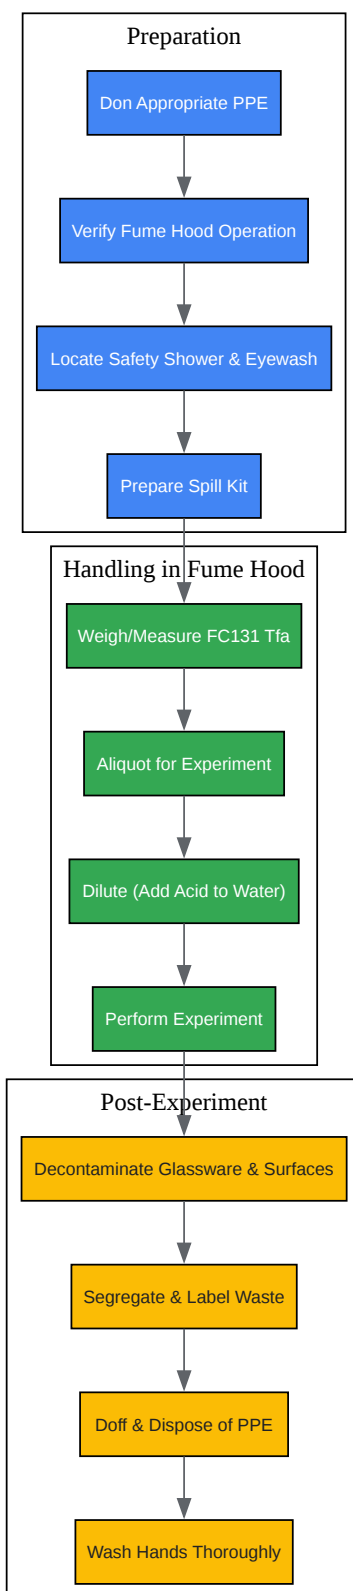 Preparation
Don Appropriate PPE
Verify Fume Hood Operation
Locate Safety Shower & Eyewash
Prepare Spill Kit
Handling in Fume Hood
Weigh/Measure FC131 Tfa
Aliquot for Experiment
Dilute (Add Acid to Water)
Perform Experiment
Post-Experiment
Decontaminate Glassware & Surfaces
Segregate & Label Waste
Doff & Dispose of PPE
Wash Hands Thoroughly